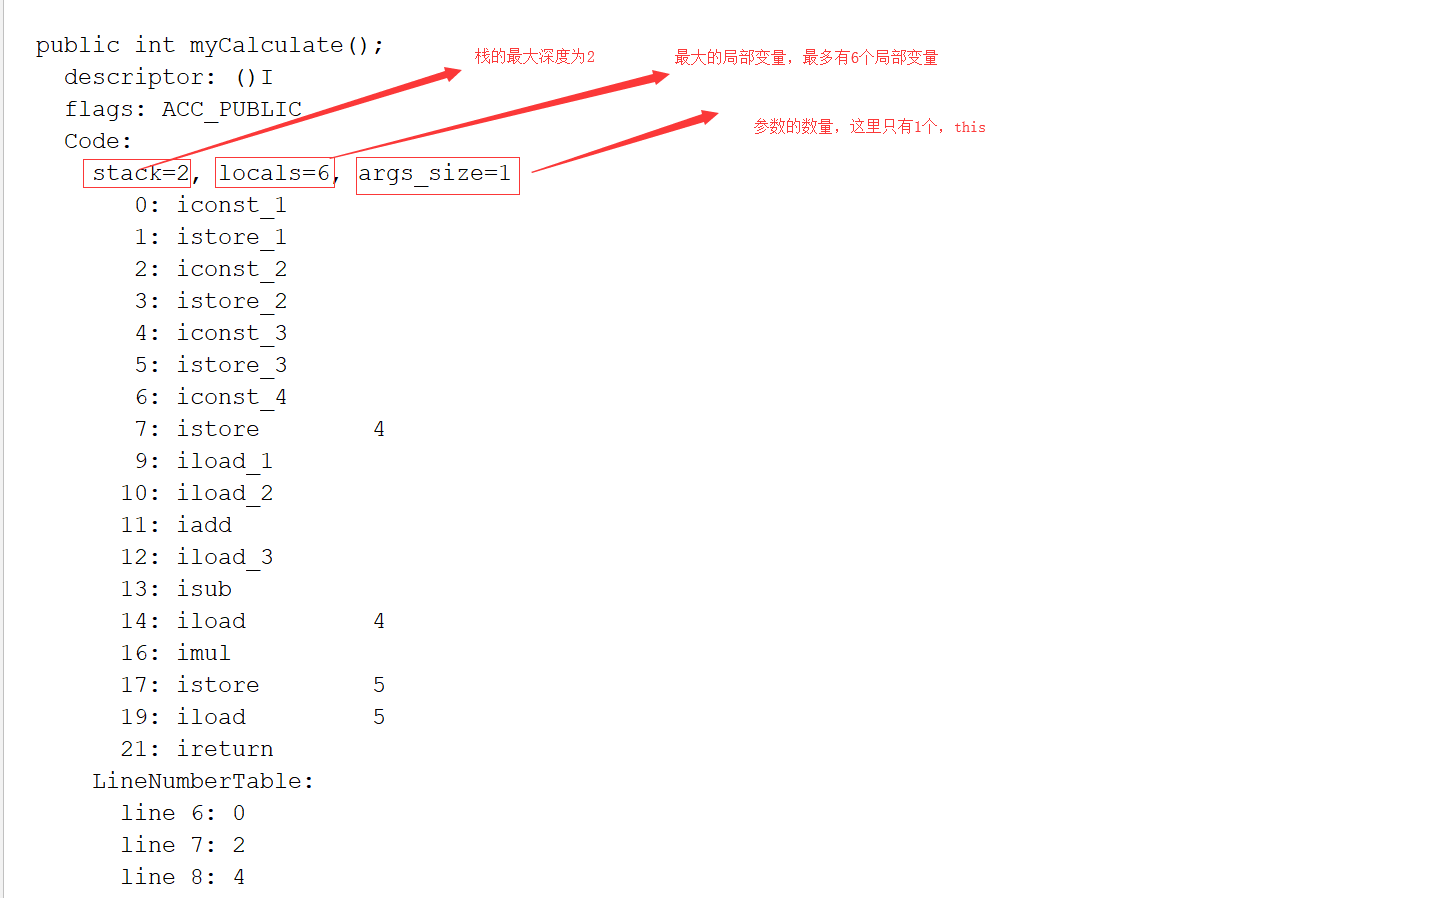 public int myCalculate();
栈的最大深度为2
最大的局部变量，最多有6个局部变量
descriptor: ()I
flags: ACC_PUBLIC
参数的数量，这里只有1个，this
Code:
stack=2, locals=6, args_size=1
0: iconst_1
1: istore_1
2: iconst_2
3: istore_2
4: iconst_3
5: istore_3
6: iconst_4
7: istore 4
9: iload_1
10: iload_2
11: iadd
12: iload_3
13: isub
14: iload 4
16: imul
17: istore 5
19: iload 5
21: ireturn
LineNumberTable:
line 6: 0
line 7: 2
line 8: 4